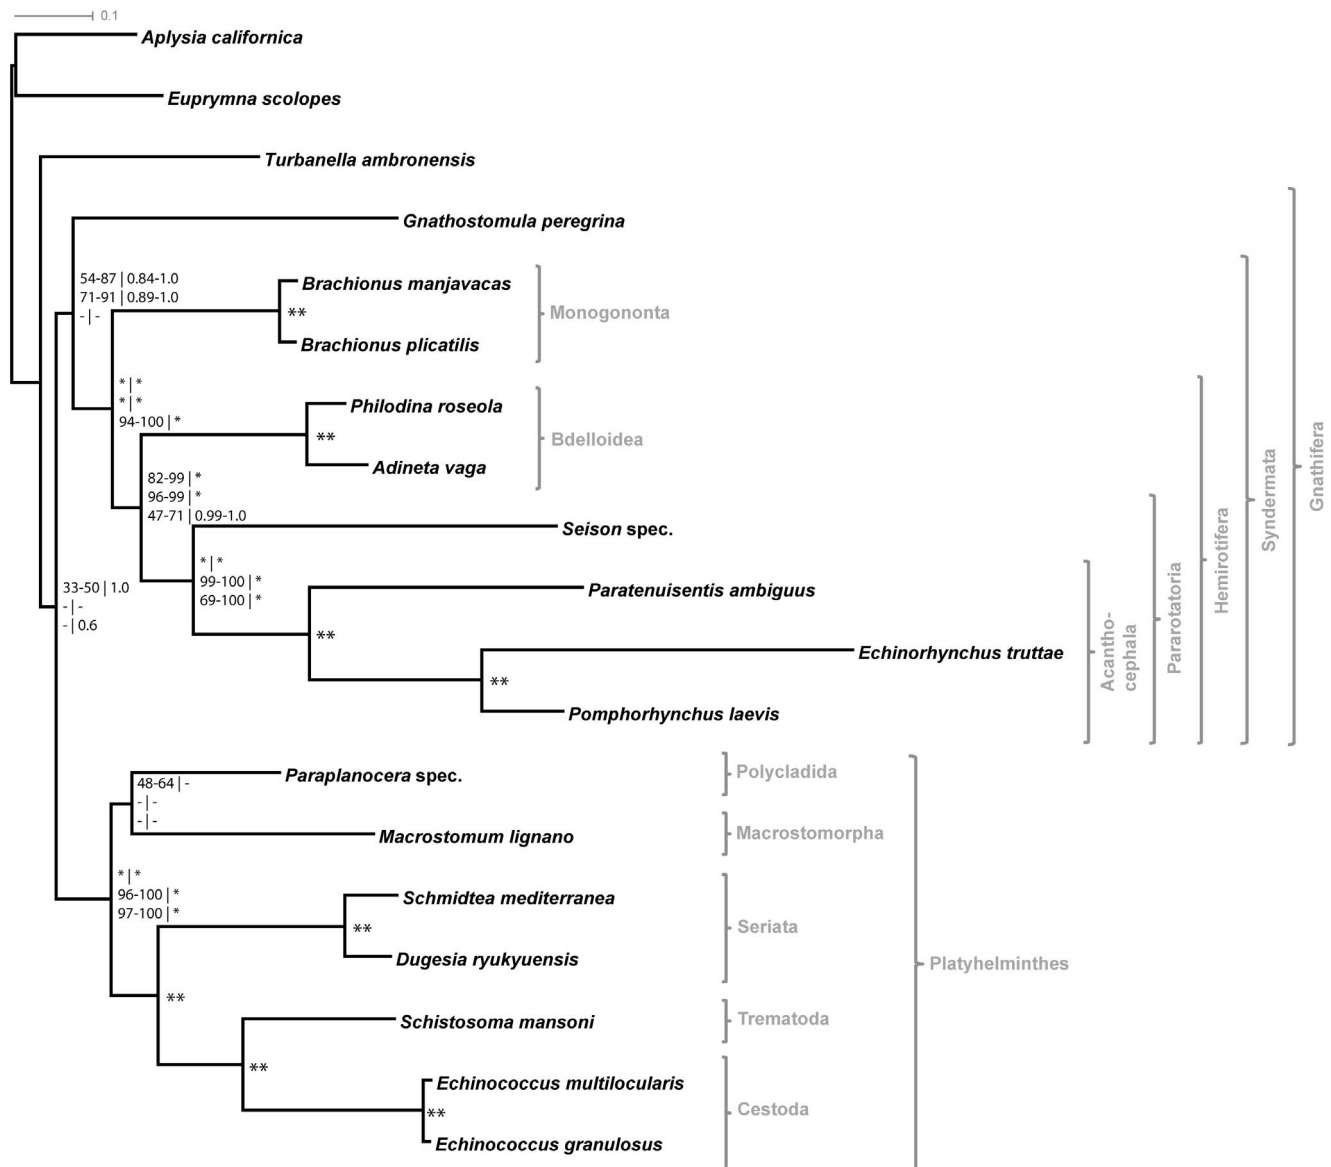 0.1
Aplysia californica
Euprymna scolopes
Turbanella ambronensis
Gnathostomula peregrina
54-87 | 0.84-1.0
71-91 | 0.89-1.0
- | -
Brachionus manjavacas
**
Monogononta
Brachionus plicatilis
* | *
* | *
94-100 | *
Philodina roseola
**
Bdelloidea
Adineta vaga
82-99 | *
96-99 | *
47-71 | 0.99-1.0
Seison spec.
* | *
99-100 | *
69-100 | *
Paratenuisentis ambiguus
33-50 | 1.0
- | -
- | 0.6
**
Echinorhynchus truttae
**
Pomphorhynchus laevis
Acantho-
cephala
Pararotatoria
Hemirotifera
Syndermata
Gnathifera
Paraplanocera spec.
Polycladida
48-64 | -
- | -
- | -
Macrostomum lignano
Macrostomorpha
* | *
96-100 | *
97-100 | *
Schmidtea mediterranea
**
Seriata
Dugesia ryukyuensis
Platyhelminthes
**
Schistosoma mansoni
Trematoda
**
Echinococcus multilocularis
**
Cestoda
Echinococcus granulosus